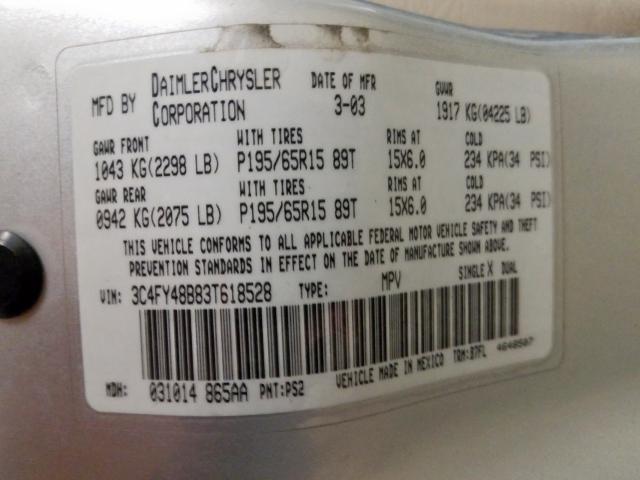 MFD BY DAIMLERCHRYSLER CORPORATION DATE OF MFR 3-03 GVWR 1917 KG(04225 LB)
GAWR FRONT WITH TIRES RIMS AT COLD
1043 KG(2298 LB) P195/65R15 89T 15X6.0 234 KPA(34 PSI)
GAWR REAR WITH TIRES RIMS AT COLD
0942 KG(2075 LB) P195/65R15 89T 15X6.0 234 KPA(34 PSI)
THIS VEHICLE CONFORMS TO ALL APPLICABLE FEDERAL MOTOR VEHICLE SAFETY AND THEFT
PREVENTION STANDARDS IN EFFECT ON THE DATE OF MANUFACTURE SHOWN ABOVE.
VIN: 3C4FY48B83T618528 TYPE: MPV SINGLE X DUAL
MDH: 031014 865AA PNT:PS2 VEHICLE MADE IN MEXICO TRM:B7FL 4648507